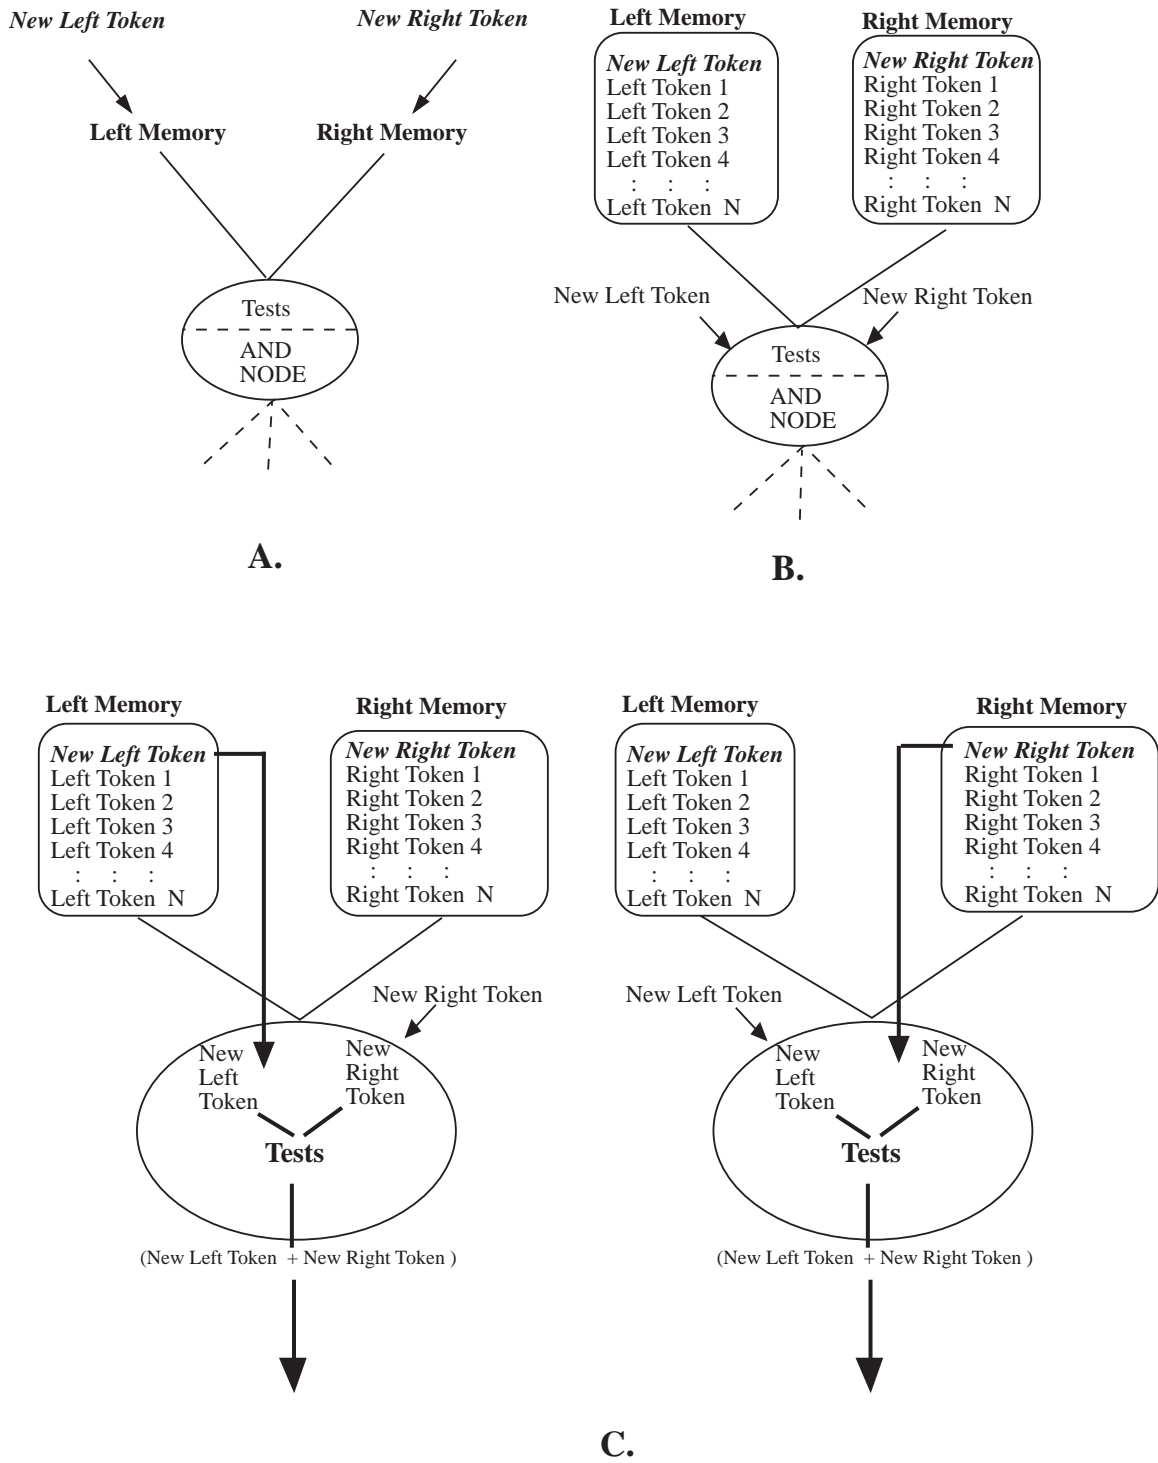 New Left Token
New Right Token
Left Memory
Right Memory
Tests
AND
NODE
A.
Left Memory
New Left Token
Left Token 1
Left Token 2
Left Token 3
Left Token 4
: : :
Left Token N
Right Memory
New Right Token
Right Token 1
Right Token 2
Right Token 3
Right Token 4
: : :
Right Token N
New Left Token
New Right Token
Tests
AND
NODE
B.
Left Memory
New Left Token
Left Token 1
Left Token 2
Left Token 3
Left Token 4
: : :
Left Token N
Right Memory
New Right Token
Right Token 1
Right Token 2
Right Token 3
Right Token 4
: : :
Right Token N
New Right Token
New
Left
Token
New
Right
Token
Tests
(New Left Token + New Right Token )
Left Memory
New Left Token
Left Token 1
Left Token 2
Left Token 3
Left Token 4
: : :
Left Token N
Right Memory
New Right Token
Right Token 1
Right Token 2
Right Token 3
Right Token 4
: : :
Right Token N
New Left Token
New
Left
Token
New
Right
Token
Tests
(New Left Token + New Right Token )
C.